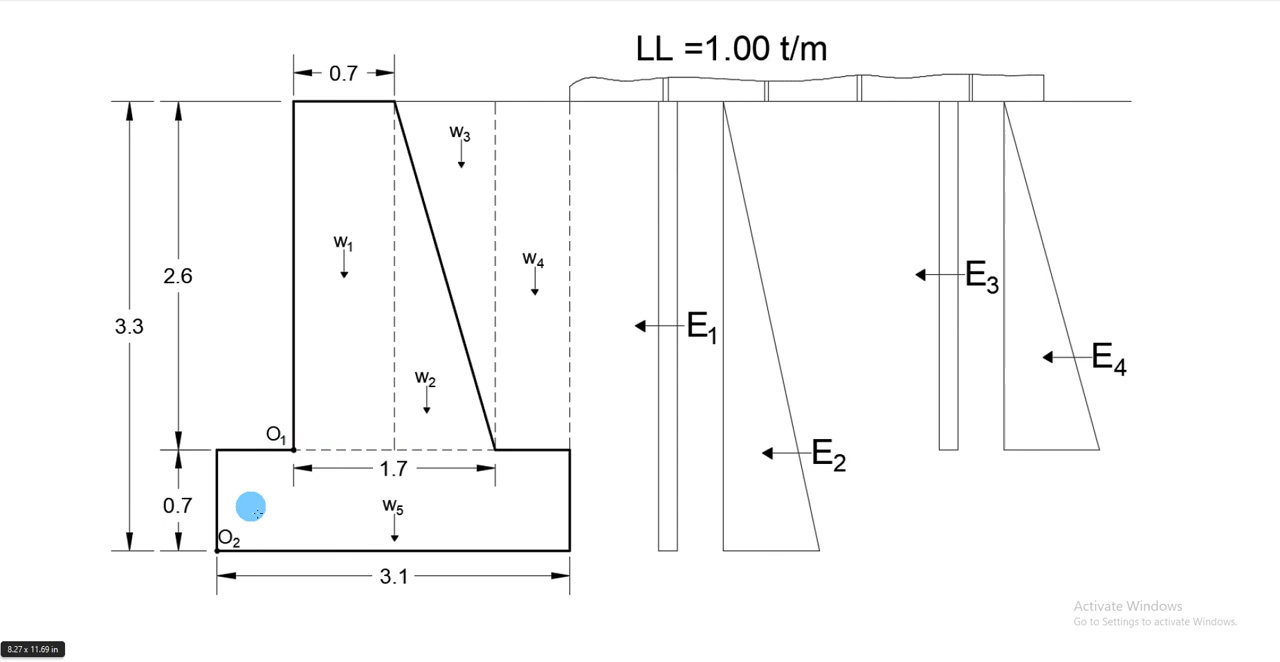 LL =1.00 t/m
0.7
W3
W1
W4
2.6
E3
3.3
E1
E4
W2
O1
E2
1.7
0.7
W5
O2
3.1
Activate Windows
Go to Settings to activate Windows.
8.27 x 11.69 in